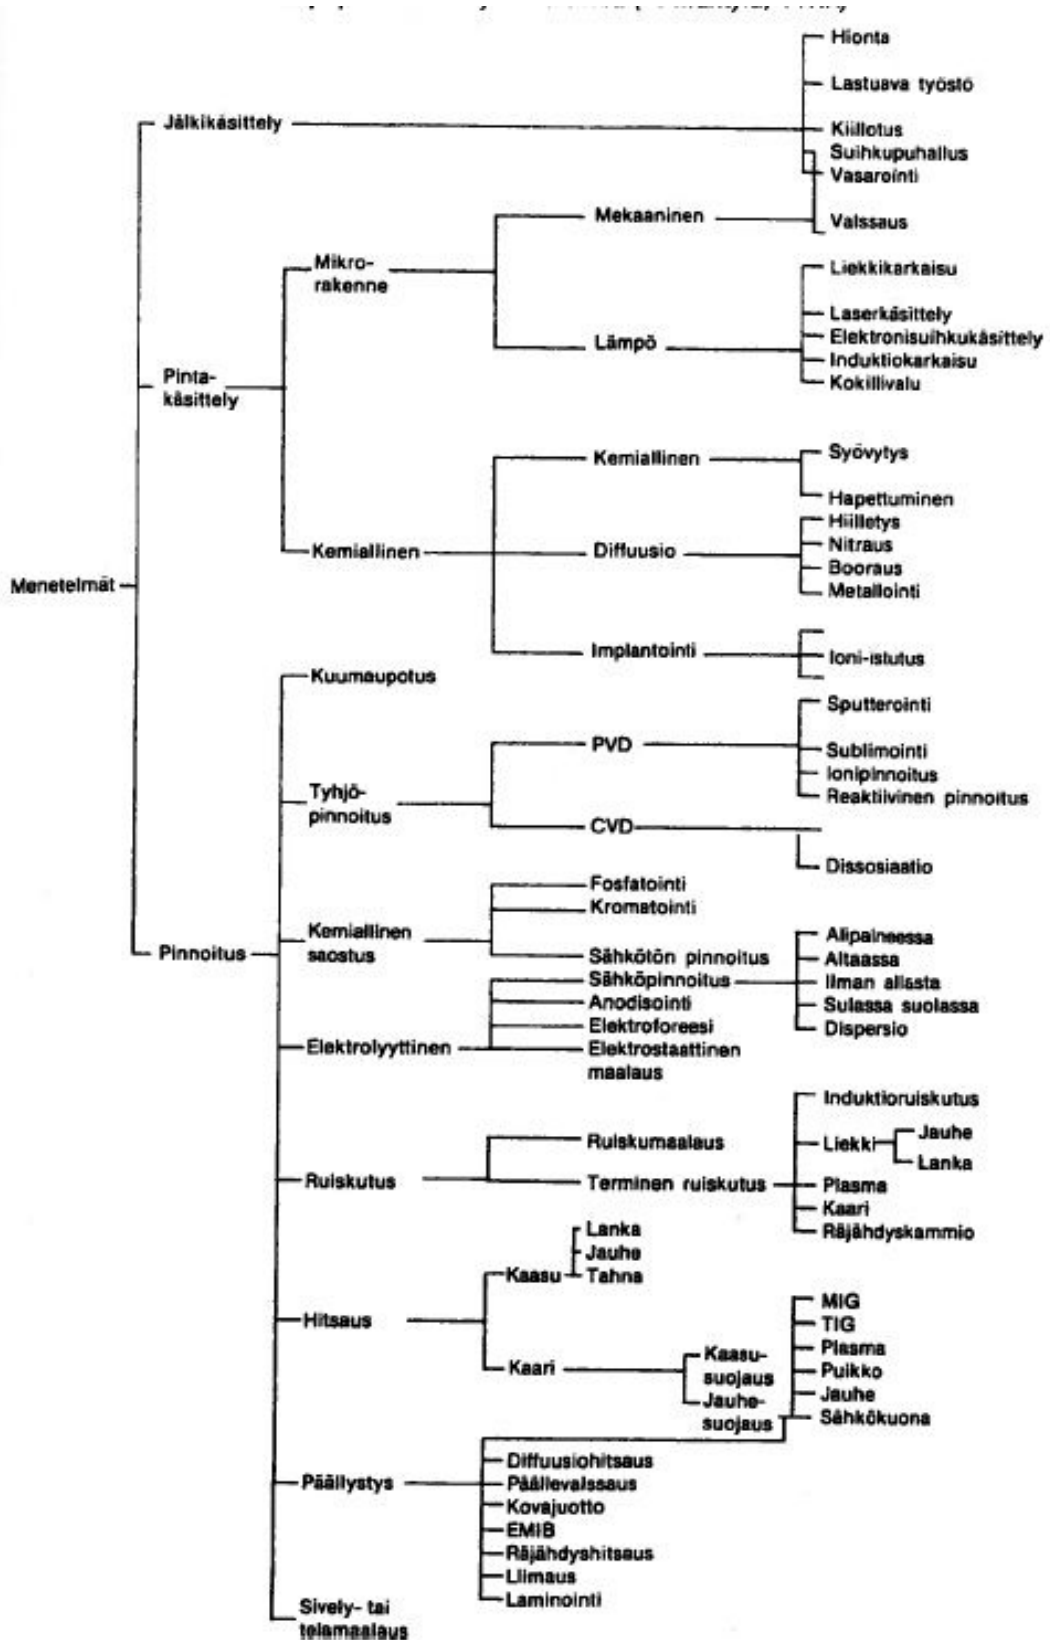 Hionta
Lastuava työstö
Jälkikäsittely
Kiillotus
Suihkupuhallus
Vasarointi
Mekaaninen
Valssaus
Mikro-
rakenne
Liekkikarkaisu
Laserkäsittely
Elektronisuihkukäsittely
Lämpö
Induktiokarkaisu
Kokillivalu
Pinta-
käsittely
Kemiallinen
Syövytys
Hapettuminen
Hiilletys
Nitraus
Kemiallinen
Diffuusio
Booraus
Metallointi
Menetelmät
Implantointi
Ioni-istutus
Kuumaupotus
Sputterointi
PVD
Sublimointi
Ionipinnoitus
Reaktiivinen pinnoitus
Tyhjö-
pinnoitus
CVD
Dissosiaatio
Fosfatointi
Kromatointi
Kemiallinen
saostus
Sähkötön pinnoitus
Pinnoitus
Alipaineessa
Altaassa
Sähköpinnoitus
Ilman allasta
Anodisointi
Sulassa suolassa
Elektroforeesi
Dispersio
Elektrolyyttinen
Elektrostaattinen
maalaus
Induktioruiskutus
Ruiskumaalaus
Liekki
Jauhe
Lanka
Ruiskutus
Terminen ruiskutus
Plasma
Kaari
Räjähdyskammio
Lanka
Jauhe
Kaasu
Tahna
MIG
TIG
Hitsaus
Plasma
Kaari
Kaasu-
suojaus
Puikko
Jauhe
Jauhe-
suojaus
Sähkökuona
Diffuusiohitsaus
Päällystys
Päällevalssaus
Kovajuotto
EMIB
Räjähdyshitsaus
Liimaus
Laminointi
Sively- tai
telamaalaus